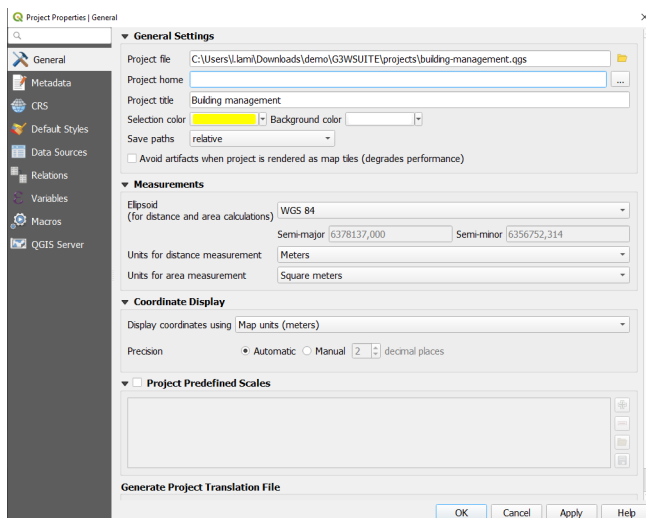 Project Properties | General
General
Metadata
CRS
Default Styles
Data Sources
Relations
Variables
Macros
QGIS Server
General Settings
Project file C:\Users\l.lami\Downloads\demo\G3WSUITE\projects\building-management.qgs
Project home ...
Project title Building management
Selection color Background color
Save paths relative
Avoid artifacts when project is rendered as map tiles (degrades performance)
Measurements
Ellipsoid
(for distance and area calculations) WGS 84
Semi-major 6378137,000 Semi-minor 6356752,314
Units for distance measurement Meters
Units for area measurement Square meters
Coordinate Display
Display coordinates using Map units (meters)
Precision Automatic Manual 2 decimal places
Project Predefined Scales
Generate Project Translation File
OK Cancel Apply Help